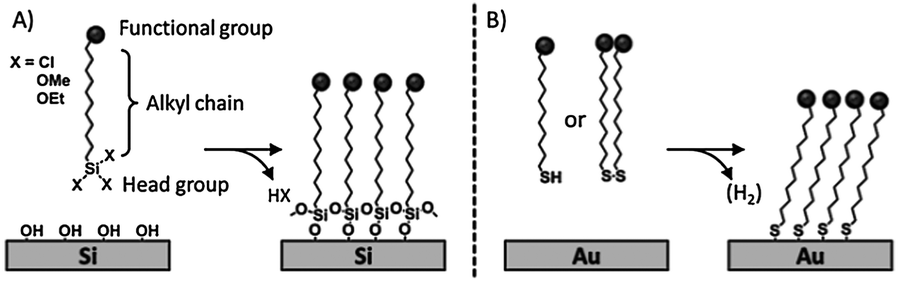 A)
Functional group
X = Cl
OMe
OEt
Alkyl chain
X
Si
X
X
Head group
HX
OH OH OH OH
Si
O Si O Si O Si O Si O
O O O O
Si
B)
or
SH
S-S
(H2)
Au
S S S S
Au